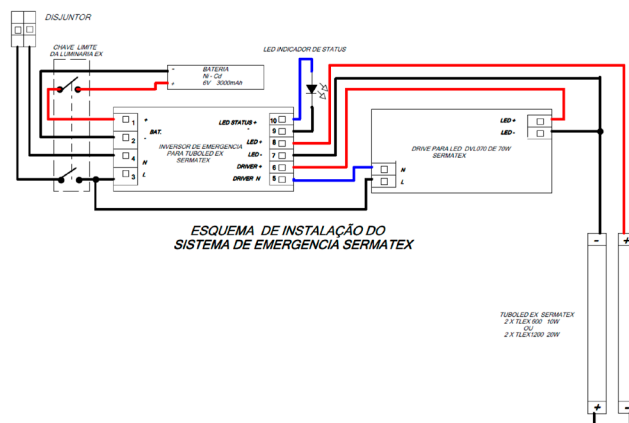 DISJUNTOR
CHAVE LIMITE
DA LUMINARIA EX
LED INDICADOR DE STATUS
-
+
BATERIA
Ni - Cd
6V 3000mAh
1 +
BAT.
2 -
4 N
3 L
INVERSOR DE EMERGENCIA
PARA TUBOLED EX
SERMATEX
LED STATUS + 10
- 9
LED + 8
LED - 7
DRIVER + 6
DRIVER N 5
LED +
LED -
DRIVE PARA LED DVL070 DE 70W
SERMATEX
N
L
ESQUEMA DE INSTALAÇÃO DO
SISTEMA DE EMERGENCIA SERMATEX
- +
TUBOLED EX SERMATEX
2 X TLEX 600 10W
OU
2 X TLEX1200 20W
+ -